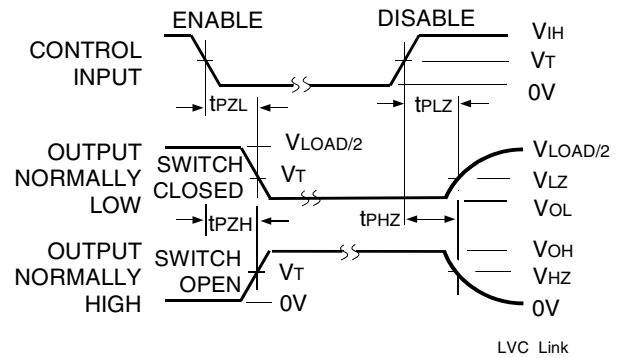 ENABLE DISABLE
CONTROL INPUT
VIH
VT
0V
tPZL tPLZ
OUTPUT NORMALLY LOW
SWITCH CLOSED
VLOAD/2
VT
VLOAD/2
VLZ
VOL
tPZH tPHZ
OUTPUT NORMALLY HIGH
SWITCH OPEN
VT
0V
VOH
VHZ
0V
LVC Link